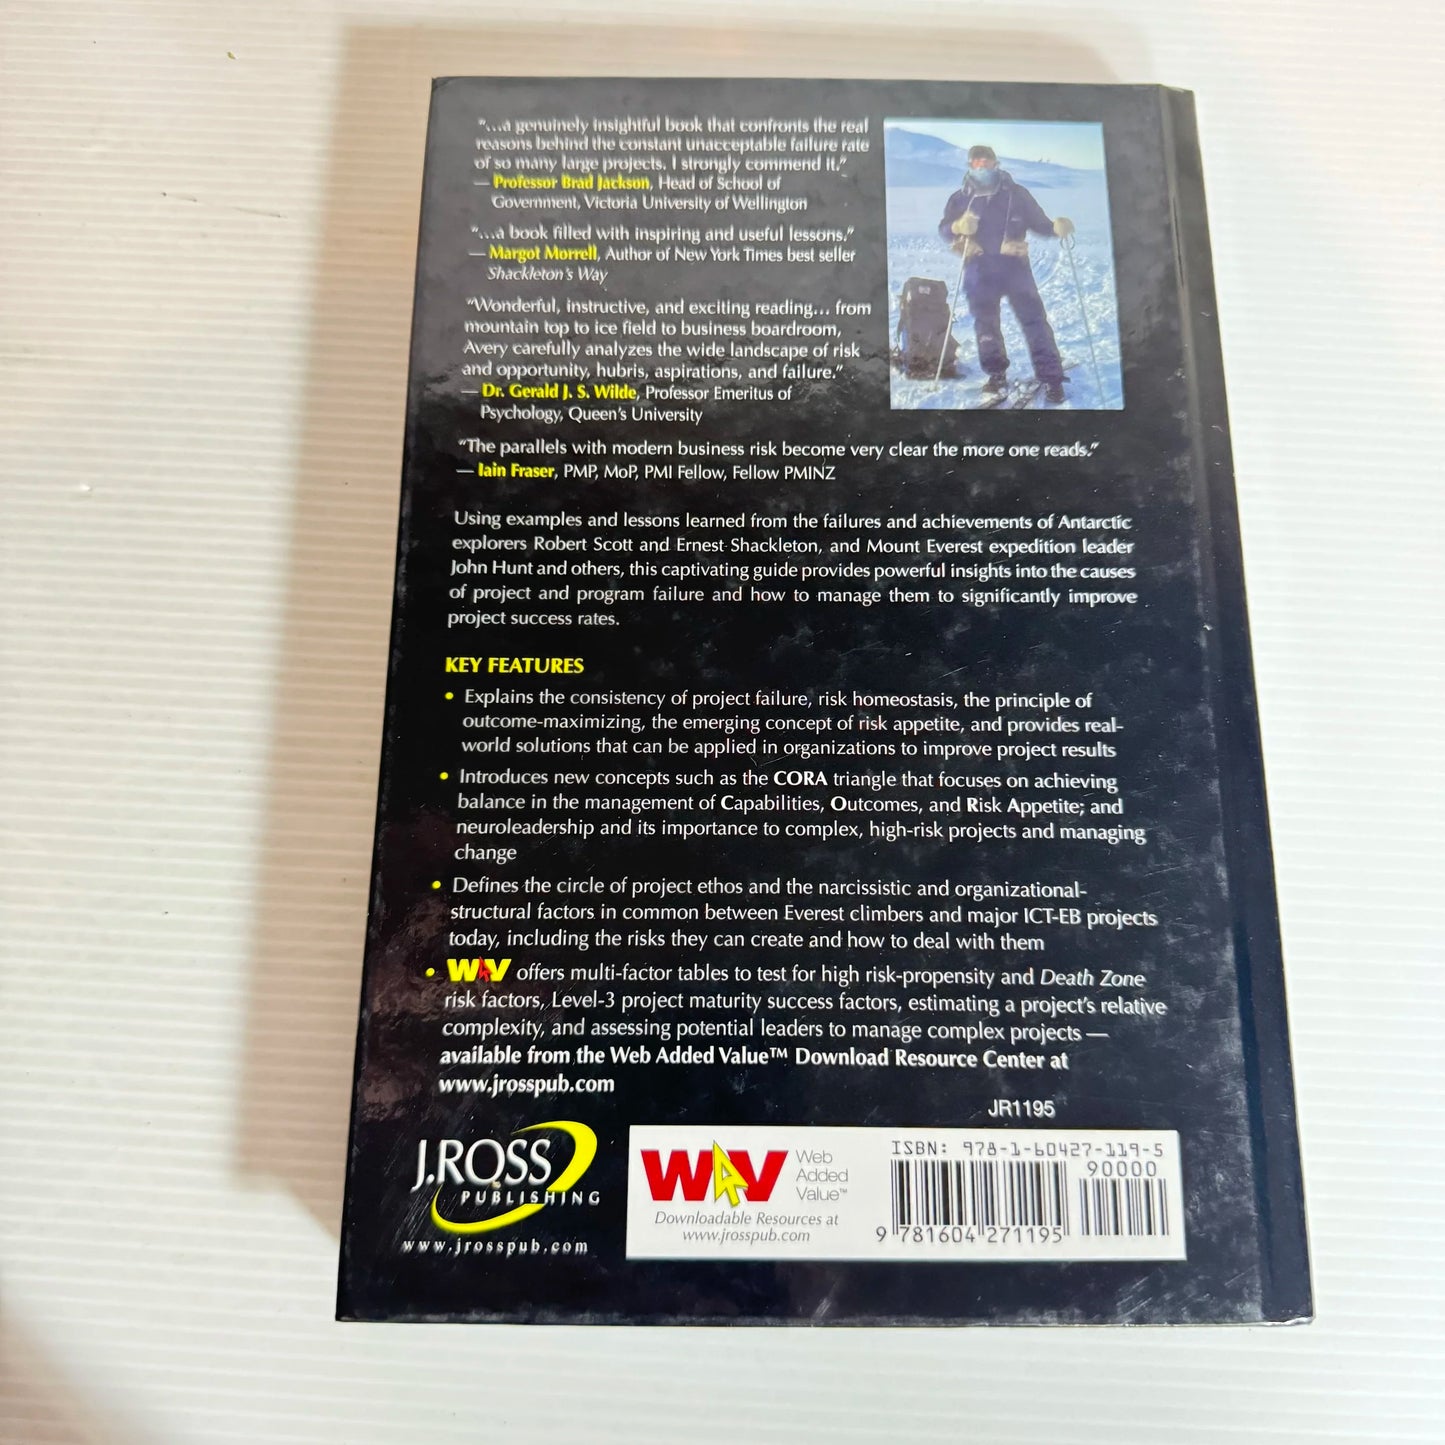 "...a genuinely insightful book that confronts the real
reasons behind the constant unacceptable failure rate
of so many large projects. I strongly commend it."
— Professor Brad Jackson, Head of School of
Government, Victoria University of Wellington
"...a book filled with inspiring and useful lessons."
— Margot Morrell, Author of New York Times best seller
Shackleton's Way
"Wonderful, instructive, and exciting reading... from
mountain top to ice field to business boardroom,
Avery carefully analyzes the wide landscape of risk
and opportunity, hubris, aspirations, and failure."
— Dr. Gerald J. S. Wilde, Professor Emeritus of
Psychology, Queen's University
"The parallels with modern business risk become very clear the more one reads."
— Iain Fraser, PMP, MoP, PMI Fellow, Fellow PMINZ
Using examples and lessons learned from the failures and achievements of Antarctic
explorers Robert Scott and Ernest Shackleton, and Mount Everest expedition leader
John Hunt and others, this captivating guide provides powerful insights into the causes
of project and program failure and how to manage them to significantly improve
project success rates.
KEY FEATURES
• Explains the consistency of project failure, risk homeostasis, the principle of
outcome-maximizing, the emerging concept of risk appetite, and provides real-
world solutions that can be applied in organizations to improve project results
• Introduces new concepts such as the CORA triangle that focuses on achieving
balance in the management of Capabilities, Outcomes, and Risk Appetite; and
neuroleadership and its importance to complex, high-risk projects and managing
change
• Defines the circle of project ethos and the narcissistic and organizational-
structural factors in common between Everest climbers and major ICT-EB projects
today, including the risks they can create and how to deal with them
• WAV offers multi-factor tables to test for high risk-propensity and Death Zone
risk factors, Level-3 project maturity success factors, estimating a project's relative
complexity, and assessing potential leaders to manage complex projects —
available from the Web Added Value™ Download Resource Center at
www.jrosspub.com
JR1195
J.ROSS
PUBLISHING
www.jrosspub.com
WAV
Web
Added
Value™
Downloadable Resources at
www.jrosspub.com
ISBN: 978-1-60427-119-5
90000
9 781604 271195